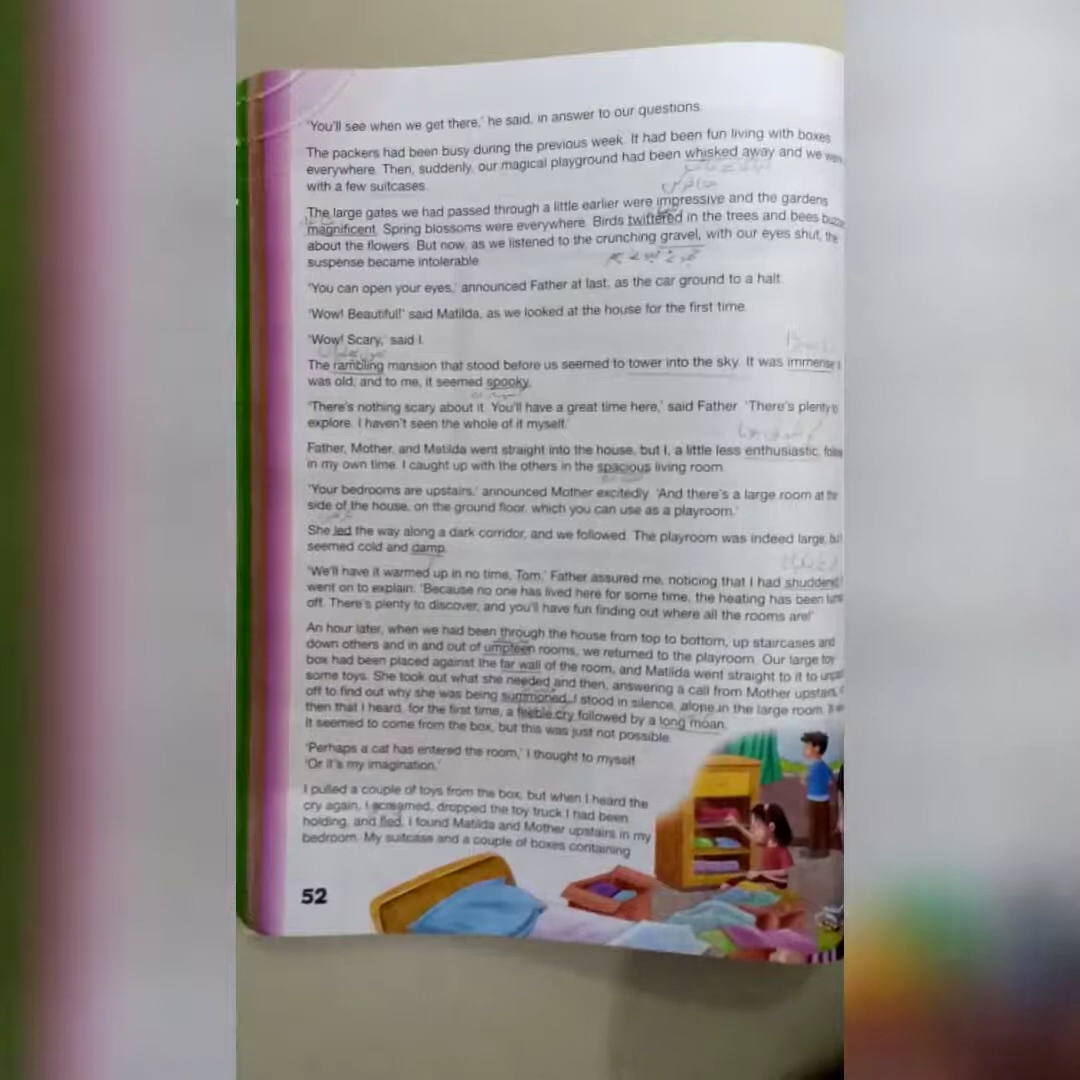 'You'll see when we get there,' he said, in answer to our questions.
The packers had been busy during the previous week. It had been fun living with boxes
everywhere. Then, suddenly, our magical playground had been whisked away and we were
with a few suitcases.
The large gates we had passed through a little earlier were impressive and the gardens
magnificent. Spring blossoms were everywhere. Birds twittered in the trees and bees buzze
about the flowers. But now, as we listened to the crunching gravel, with our eyes shut, the
suspense became intolerable.
'You can open your eyes,' announced Father at last, as the car ground to a halt.
'Wow! Beautiful!' said Matilda, as we looked at the house for the first time.
'Wow! Scary,' said I.
The rambling mansion that stood before us seemed to tower into the sky. It was immense
was old, and to me, it seemed spooky.
'There's nothing scary about it. You'll have a great time here,' said Father. 'There's plenty to
explore. I haven't seen the whole of it myself.'
Father, Mother, and Matilda went straight into the house, but I, a little less enthusiastic, follo
in my own time. I caught up with the others in the spacious living room.
'Your bedrooms are upstairs,' announced Mother excitedly. 'And there's a large room at the
side of the house, on the ground floor, which you can use as a playroom.'
She led the way along a dark corridor, and we followed. The playroom was indeed large, but
seemed cold and damp.
'We'll have it warmed up in no time, Tom,' Father assured me, noticing that I had
went on to explain: 'Because no one has lived here for some time, the heating has been
off. There's plenty to discover, and you'll have fun finding out where all the rooms are!'
An hour later, when we had been through the house from top to bottom, up staircases and
down others and in and out of umpteen rooms, we returned to the playroom. Our large toy
box had been placed against the far wall of the room, and Matilda went straight to it to
some toys. She took out what she needed and then, answering a call from Mother upstairs,
off to find out why she was being summoned. I stood in silence, alone in the large room. It
then that I heard, for the first time, a feeble cry followed by a long moan.
It seemed to come from the box, but this was just not possible.
'Perhaps a cat has entered the room,' I thought to myself.
'Or it's my imagination.'
I pulled a couple of toys from the box, but when I heard the
cry again, I screamed, dropped the toy truck I had been
holding, and fled. I found Matilda and Mother upstairs in my
bedroom. My suitcase and a couple of boxes containing
52